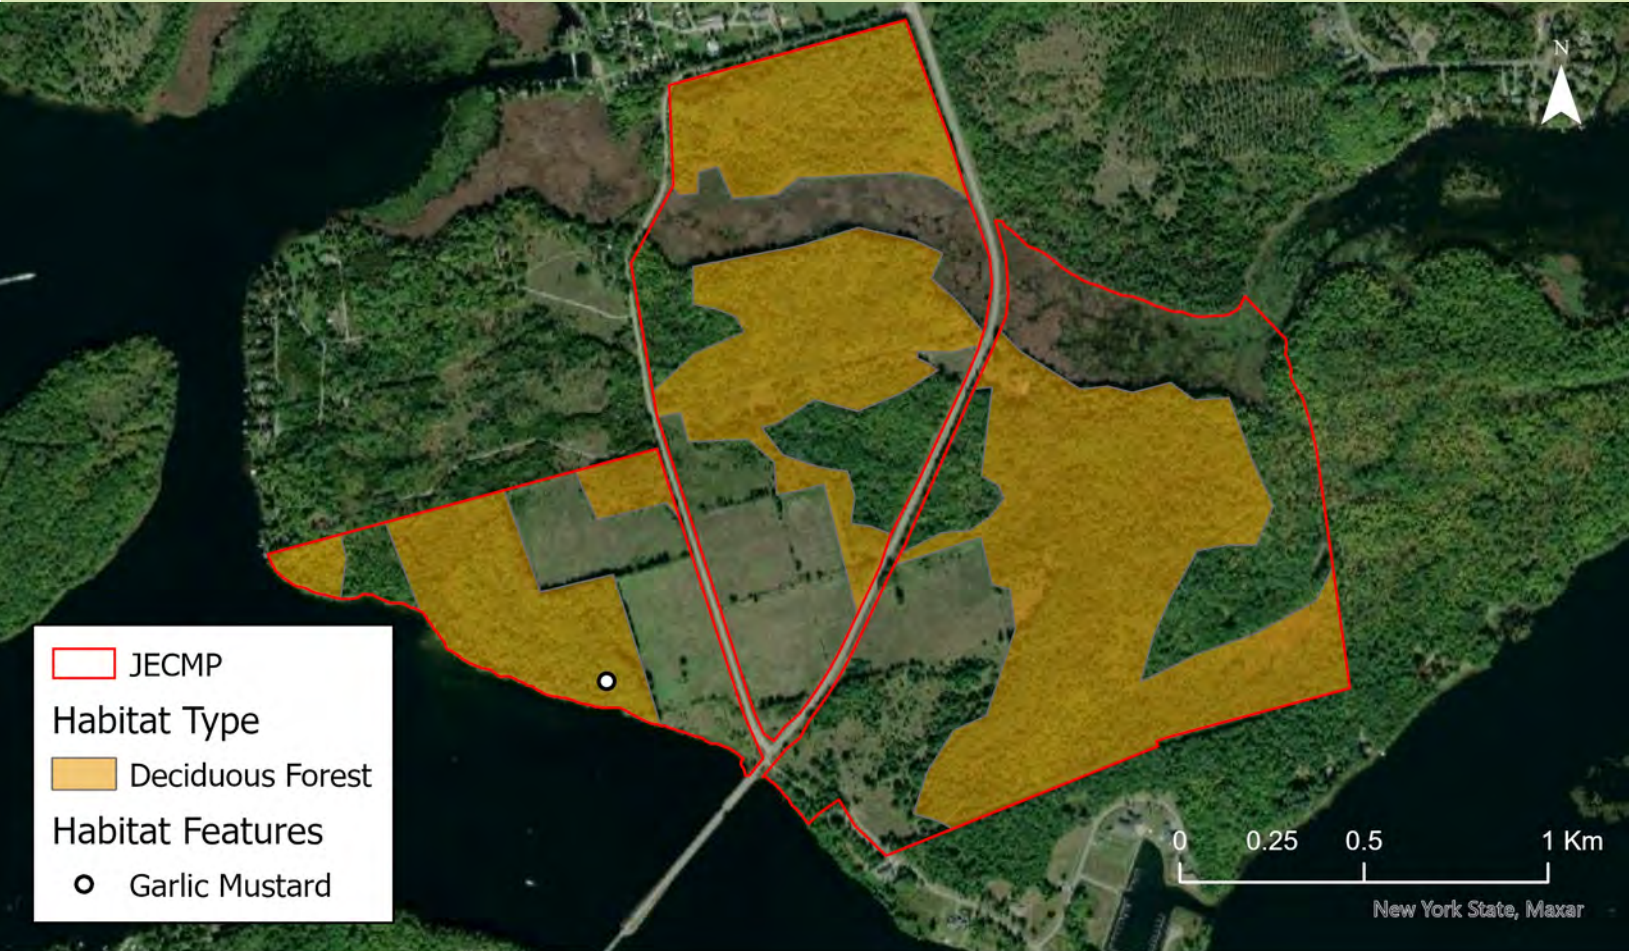 N
JECMP
Habitat Type
Deciduous Forest
Habitat Features
Garlic Mustard
0 0.25 0.5 1 Km
New York State, Maxar